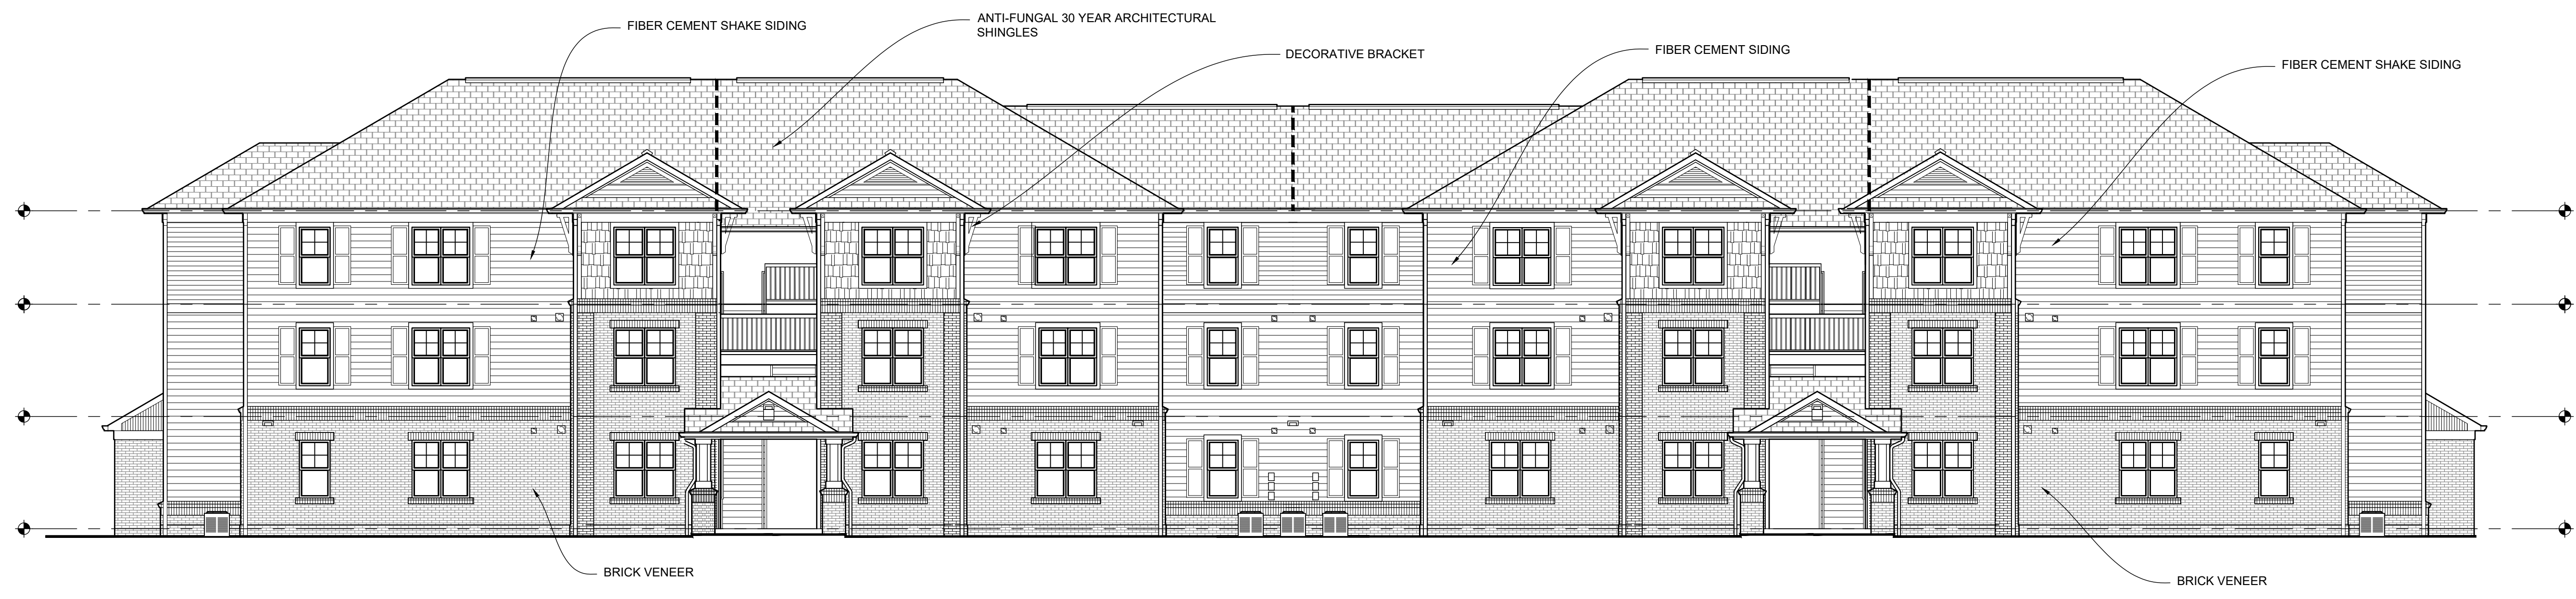 FIBER CEMENT SHAKE SIDING
ANTI-FUNGAL 30 YEAR ARCHITECTURAL
SHINGLES
DECORATIVE BRACKET
FIBER CEMENT SIDING
FIBER CEMENT SHAKE SIDING
BRICK VENEER
BRICK VENEER